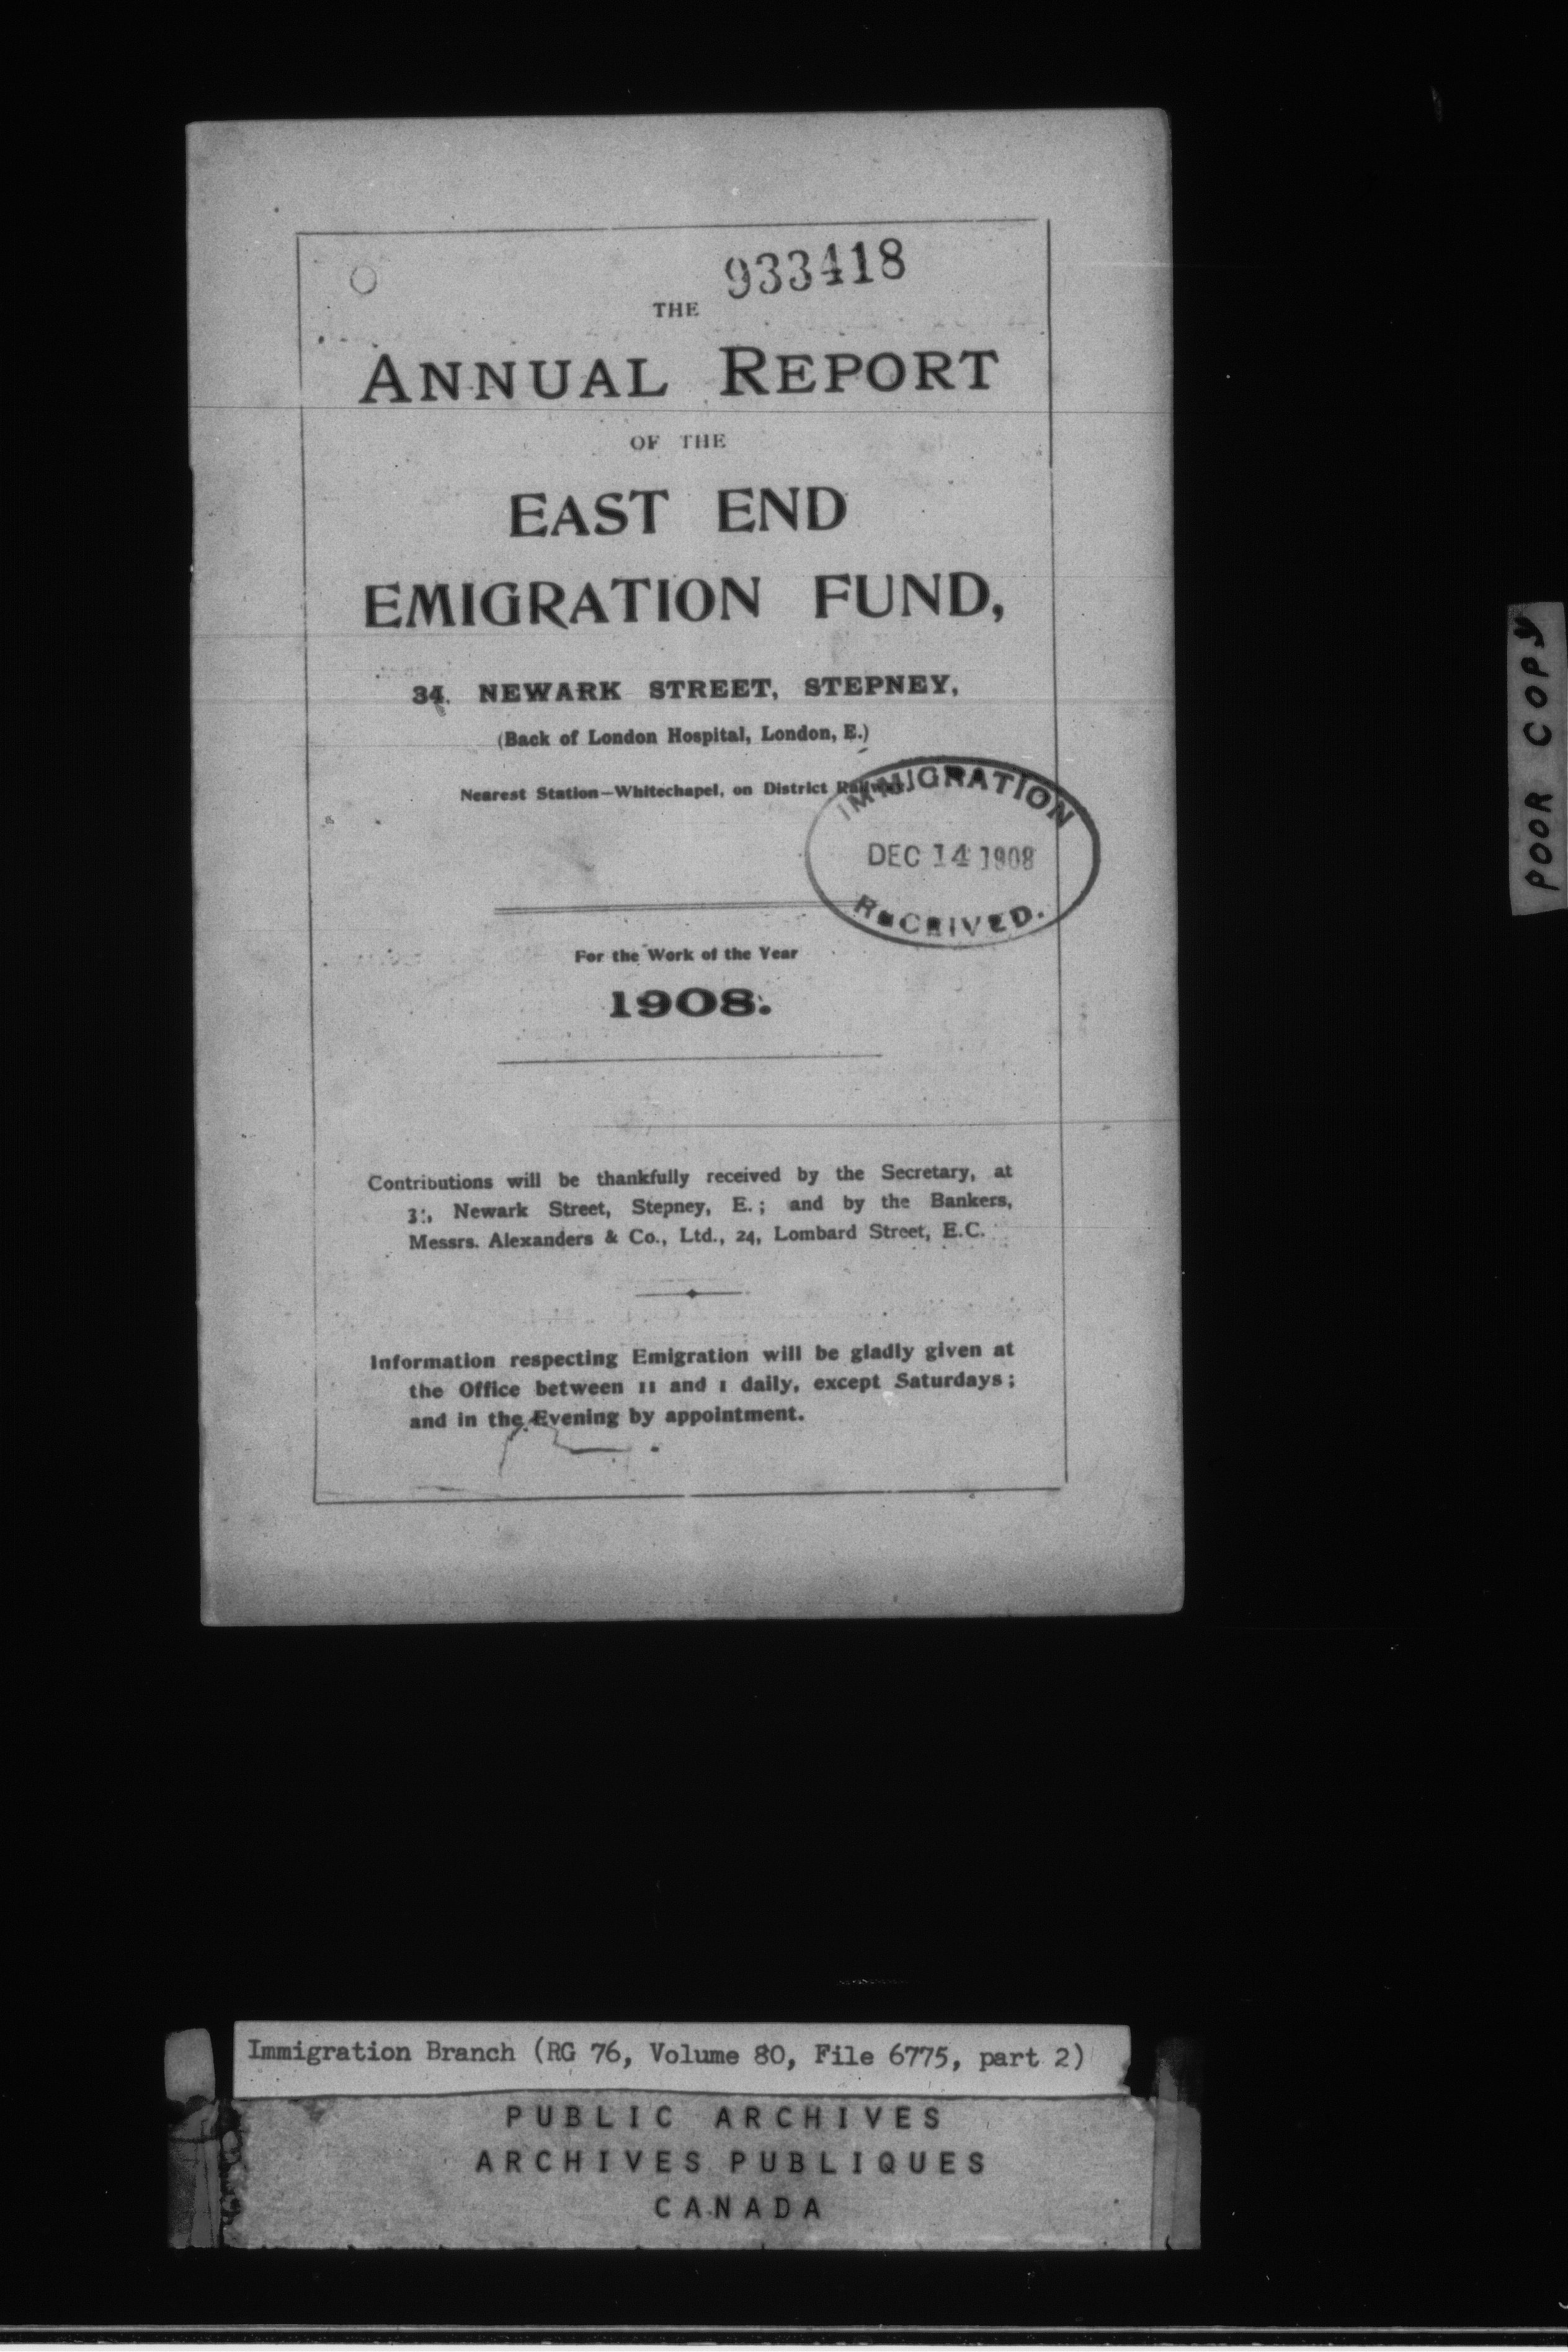 933418
THE
ANNUAL REPORT
OF THE
EAST END
EMIGRATION FUND,
34, NEWARK STREET, STEPNEY,
(Back of London Hospital, London, E.)
Nearest Station—Whitechapel, on District Railway.
IMMIGRATION
DEC 14 1908
RECEIVED.
For the Work of the Year
1908.
Contributions will be thankfully received by the Secretary, at
Newark Street, Stepney, E.; and by the Bankers,
Messrs. Alexanders & Co., Ltd., 24, Lombard Street, E.C.
Information respecting Emigration will be gladly given at
the Office between 11 and 1 daily, except Saturdays;
and in the Evening by appointment.
POOR COPY
Immigration Branch (RG 76, Volume 80, File 6775, part 2)
PUBLIC ARCHIVES
ARCHIVES PUBLIQUES
CANADA